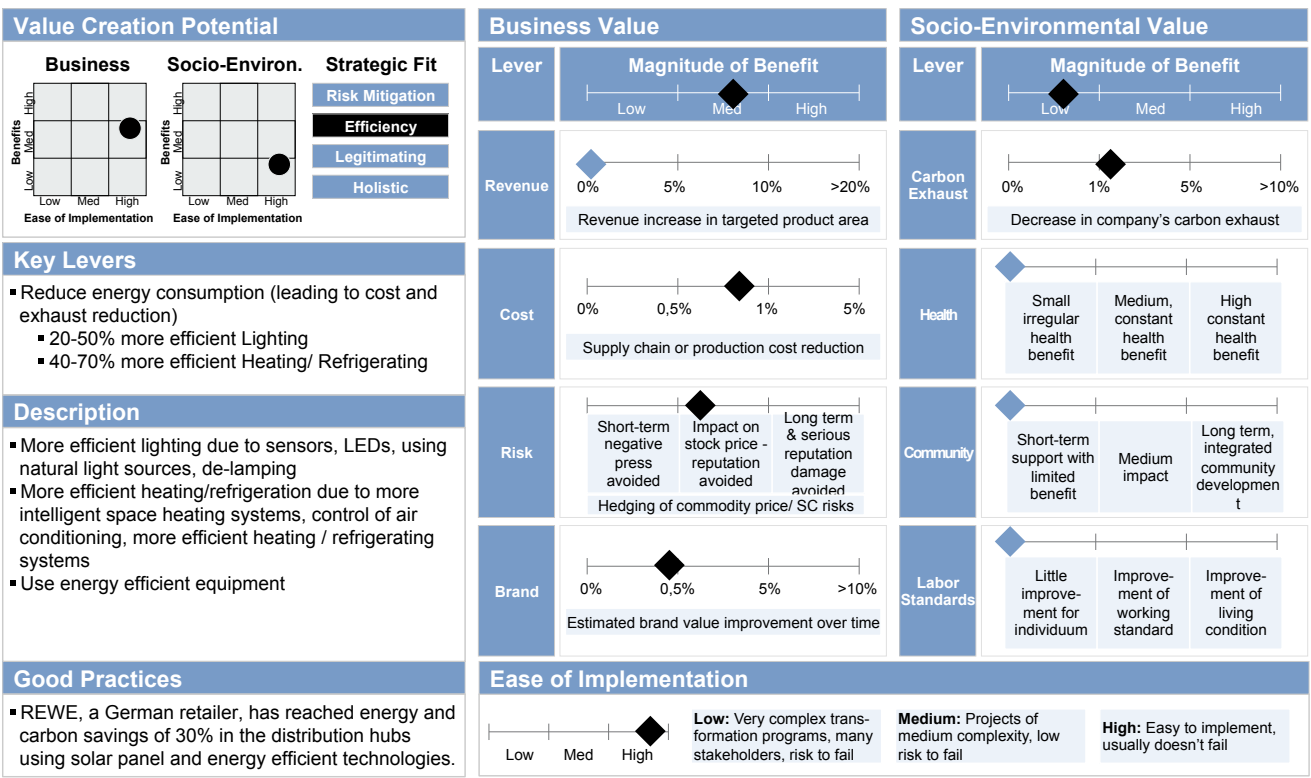 Value Creation Potential
Business
Socio-Environ.
Strategic Fit
Benefits
High
Med
Low
Low
Med
High
Ease of Implementation
Benefits
High
Med
Low
Low
Med
High
Ease of Implementation
Risk Mitigation
Efficiency
Legitimating
Holistic
Key Levers
▪ Reduce energy consumption (leading to cost and
exhaust reduction)
▪ 20-50% more efficient Lighting
▪ 40-70% more efficient Heating/ Refrigerating
Description
▪ More efficient lighting due to sensors, LEDs, using
natural light sources, de-lamping
▪ More efficient heating/refrigeration due to more
intelligent space heating systems, control of air
conditioning, more efficient heating / refrigerating
systems
▪ Use energy efficient equipment
Good Practices
▪ REWE, a German retailer, has reached energy and
carbon savings of 30% in the distribution hubs
using solar panel and energy efficient technologies.
Business Value
Lever
Magnitude of Benefit
Low Med High
Revenue
0% 5% 10% >20%
Revenue increase in targeted product area
Cost
0% 0,5% 1% 5%
Supply chain or production cost reduction
Risk
Short-term
negative
press
avoided
Impact on
stock price -
reputation
avoided
Long term
& serious
reputation
damage
avoided
Hedging of commodity price/ SC risks
Brand
0% 0,5% 5% >10%
Estimated brand value improvement over time
Socio-Environmental Value
Lever
Magnitude of Benefit
Low Med High
Carbon
Exhaust
0% 1% 5% >10%
Decrease in company's carbon exhaust
Health
Small
irregular
health
benefit
Medium,
constant
health
benefit
High
constant
health
benefit
Community
Short-term
support with
limited
benefit
Medium
impact
Long term,
integrated
community
developmen
t
Labor
Standards
Little
improve-
ment for
individuum
Improve-
ment of
working
standard
Improve-
ment of
living
condition
Ease of Implementation
Low Med High
Low: Very complex trans-
formation programs, many
stakeholders, risk to fail
Medium: Projects of
medium complexity, low
risk to fail
High: Easy to implement,
usually doesn't fail